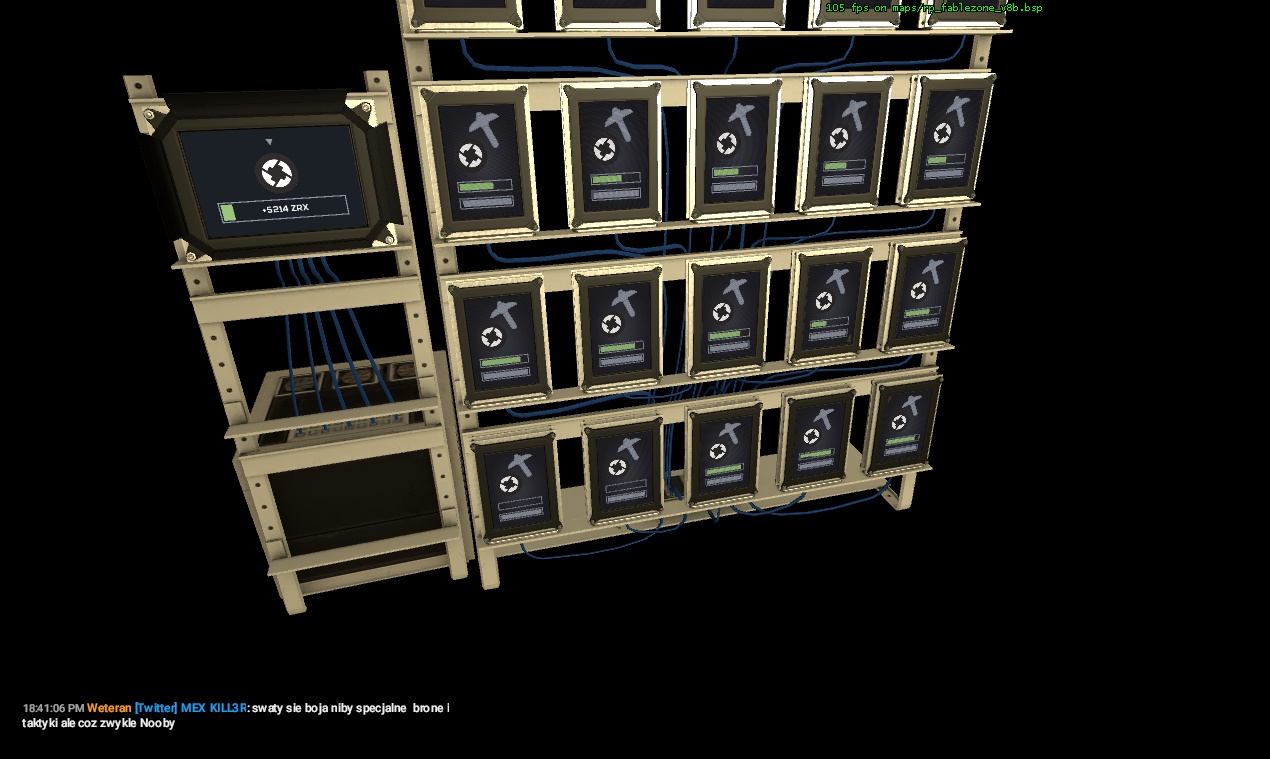 105 fps on maps/rp_fablezone_v8b.bsp
+5214 ZRX
18:41:06 PM Weteran [Twitter] MEX KILL3R: swaty sie boja niby specjalne brone i
taktyki ale coz zwykle Nooby